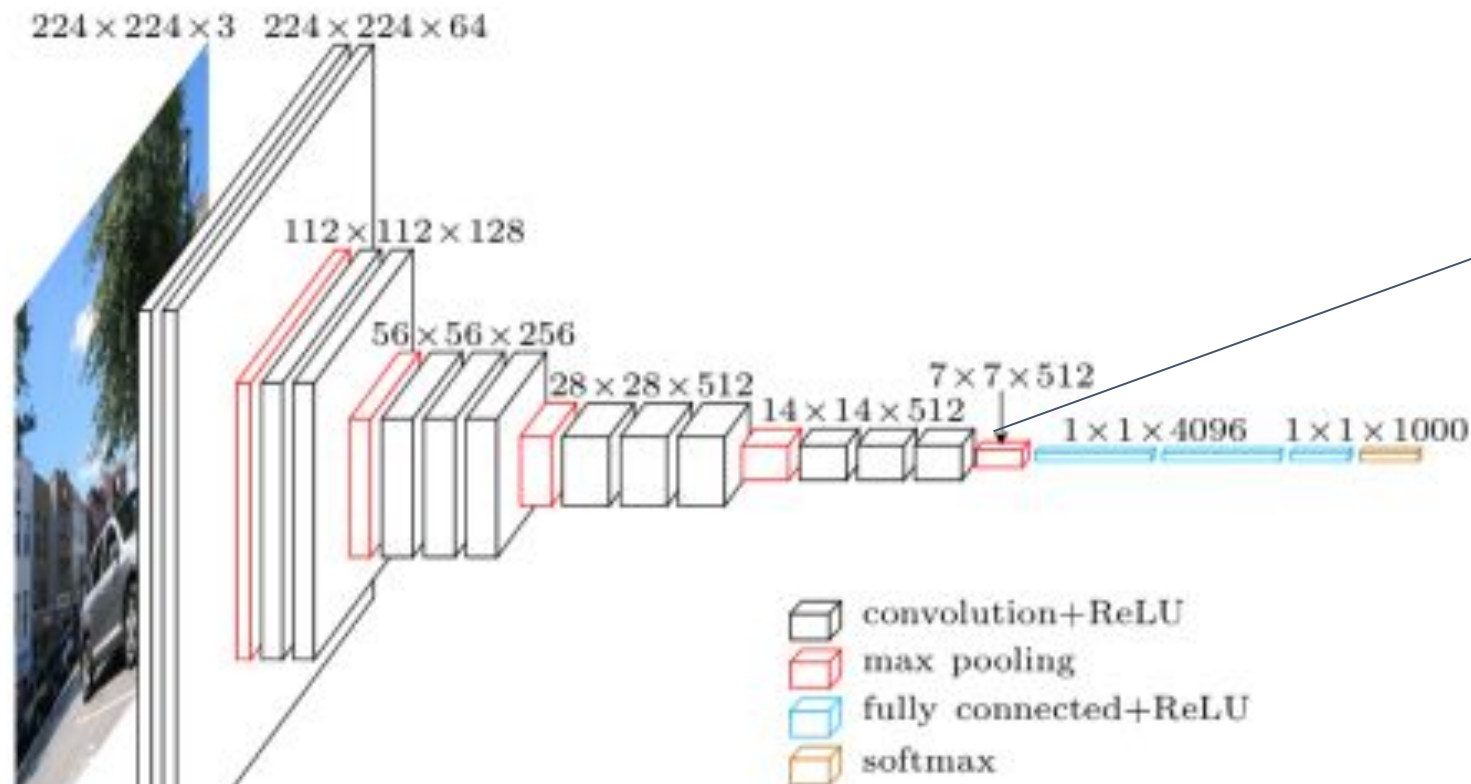 224×224×3
224×224×64
112×112×128
56×56×256
28×28×512
14×14×512
7×7×512
1×1×4096
1×1×1000
convolution+ReLU
max pooling
fully connected+ReLU
softmax